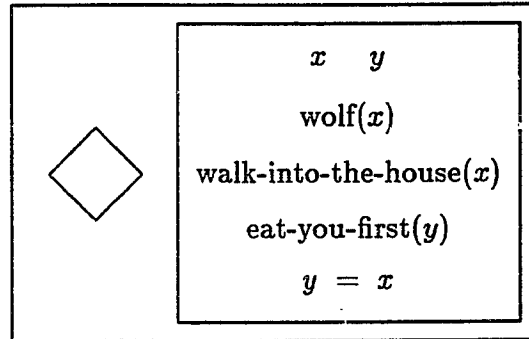 x y
wolf(x)
walk-into-the-house(x)
eat-you-first(y)
y = x